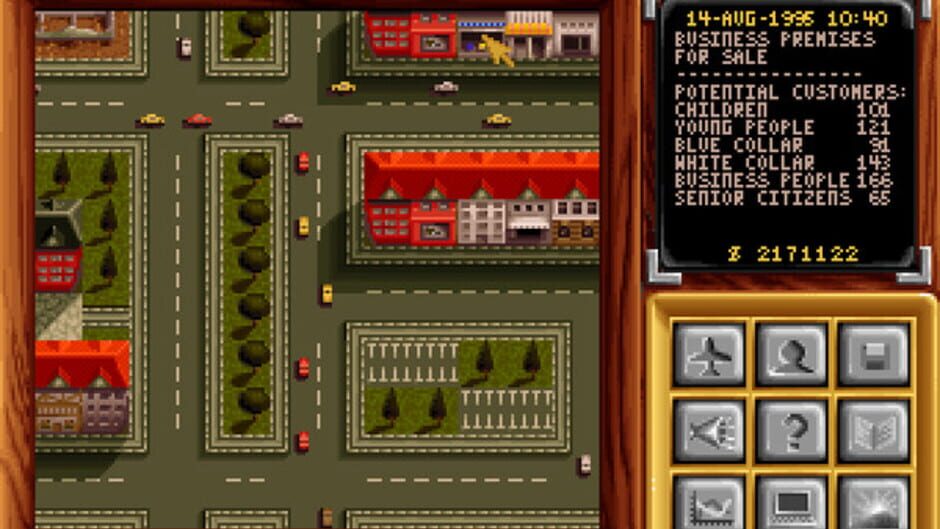 14-AUG-1995 10:40
BUSINESS PREMISES
FOR SALE
----------------
POTENTIAL CUSTOMERS:
CHILDREN 101
YOUNG PEOPLE 121
BLUE COLLAR 91
WHITE COLLAR 143
BUSINESS PEOPLE 166
SENIOR CITIZENS 65
$ 2171122
?